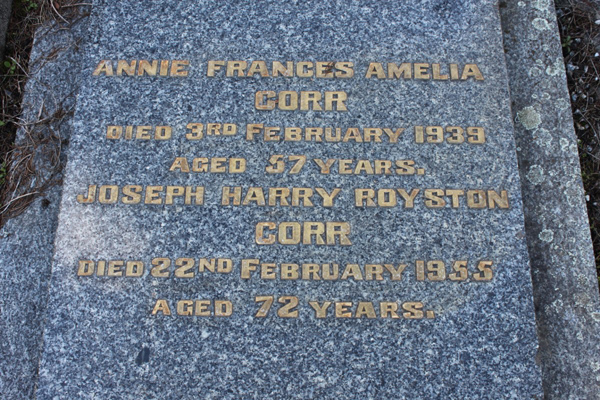 ANNIE FRANCES AMELIA
CORR
DIED 3RD FEBRUARY 1939
AGED 57 YEARS.
JOSEPH HARRY ROYSTON
CORR
DIED 22ND FEBRUARY 1955
AGED 72 YEARS.